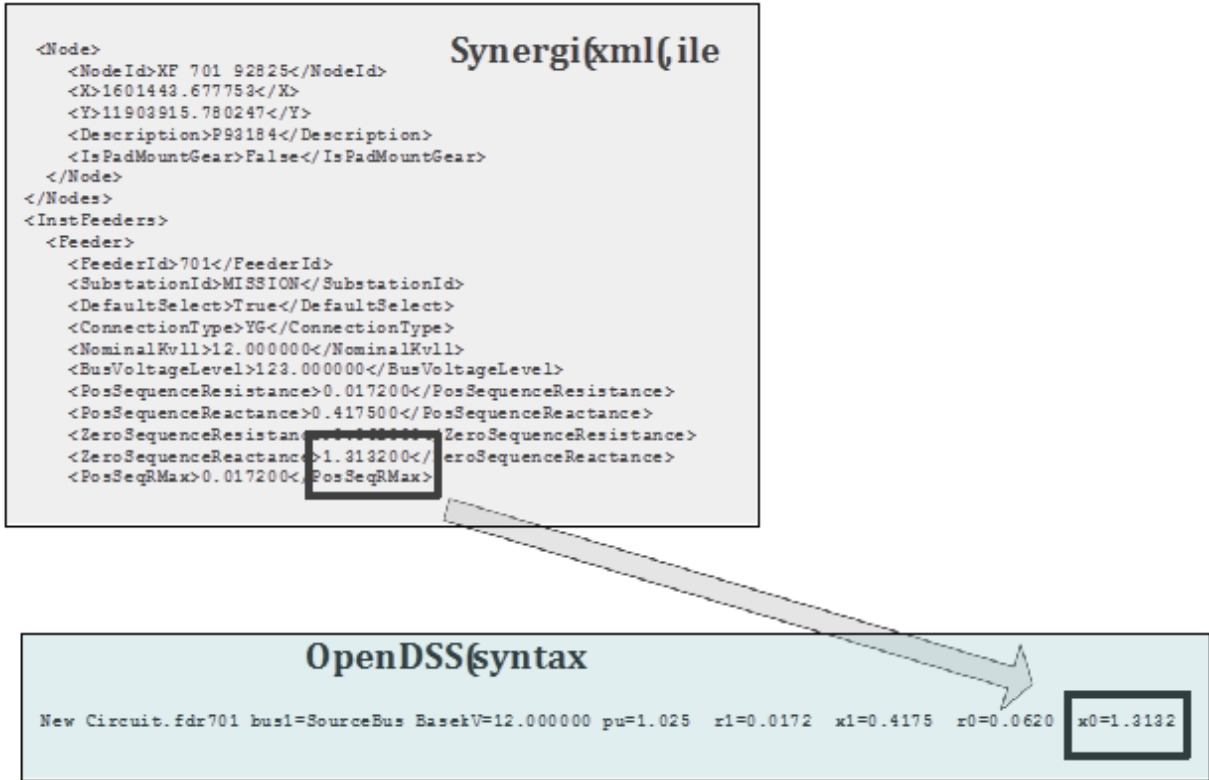 Synergi(xml(,ile
<Node>
<NodeId>XF 701 92825</NodeId>
<X>1601443.677753</X>
<Y>11903915.780247</Y>
<Description>P93184</Description>
<IsPadMountGear>False</IsPadMountGear>
</Node>
</Nodes>
<InstFeeders>
<Feeder>
<FeederId>701</FeederId>
<SubstationId>MISSION</SubstationId>
<DefaultSelect>True</DefaultSelect>
<ConnectionType>YG</ConnectionType>
<NominalKvll>12.000000</NominalKvll>
<BusVoltageLevel>123.000000</BusVoltageLevel>
<PosSequenceResistance>0.017200</PosSequenceResistance>
<PosSequenceReactance>0.417500</PosSequenceReactance>
<ZeroSequenceResistan /ZeroSequenceResistance>
<ZeroSequenceReactance>1.313200</ZeroSequenceReactance>
<PosSeqRMax>0.017200</PosSeqRMax>
OpenDSS(syntax
New Circuit.fdr701 bus1=SourceBus BasekV=12.000000 pu=1.025 r1=0.0172 x1=0.4175 r0=0.0620 x0=1.3132